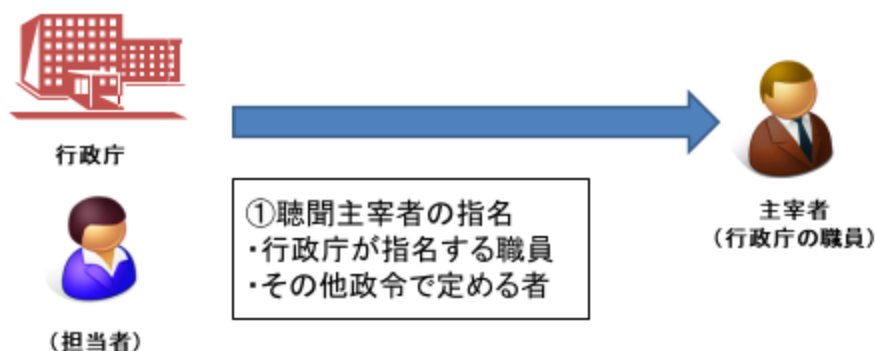 行政庁
(担当者)
①聴聞主宰者の指名
・行政庁が指名する職員
・その他政令で定める者
主宰者
(行政庁の職員)